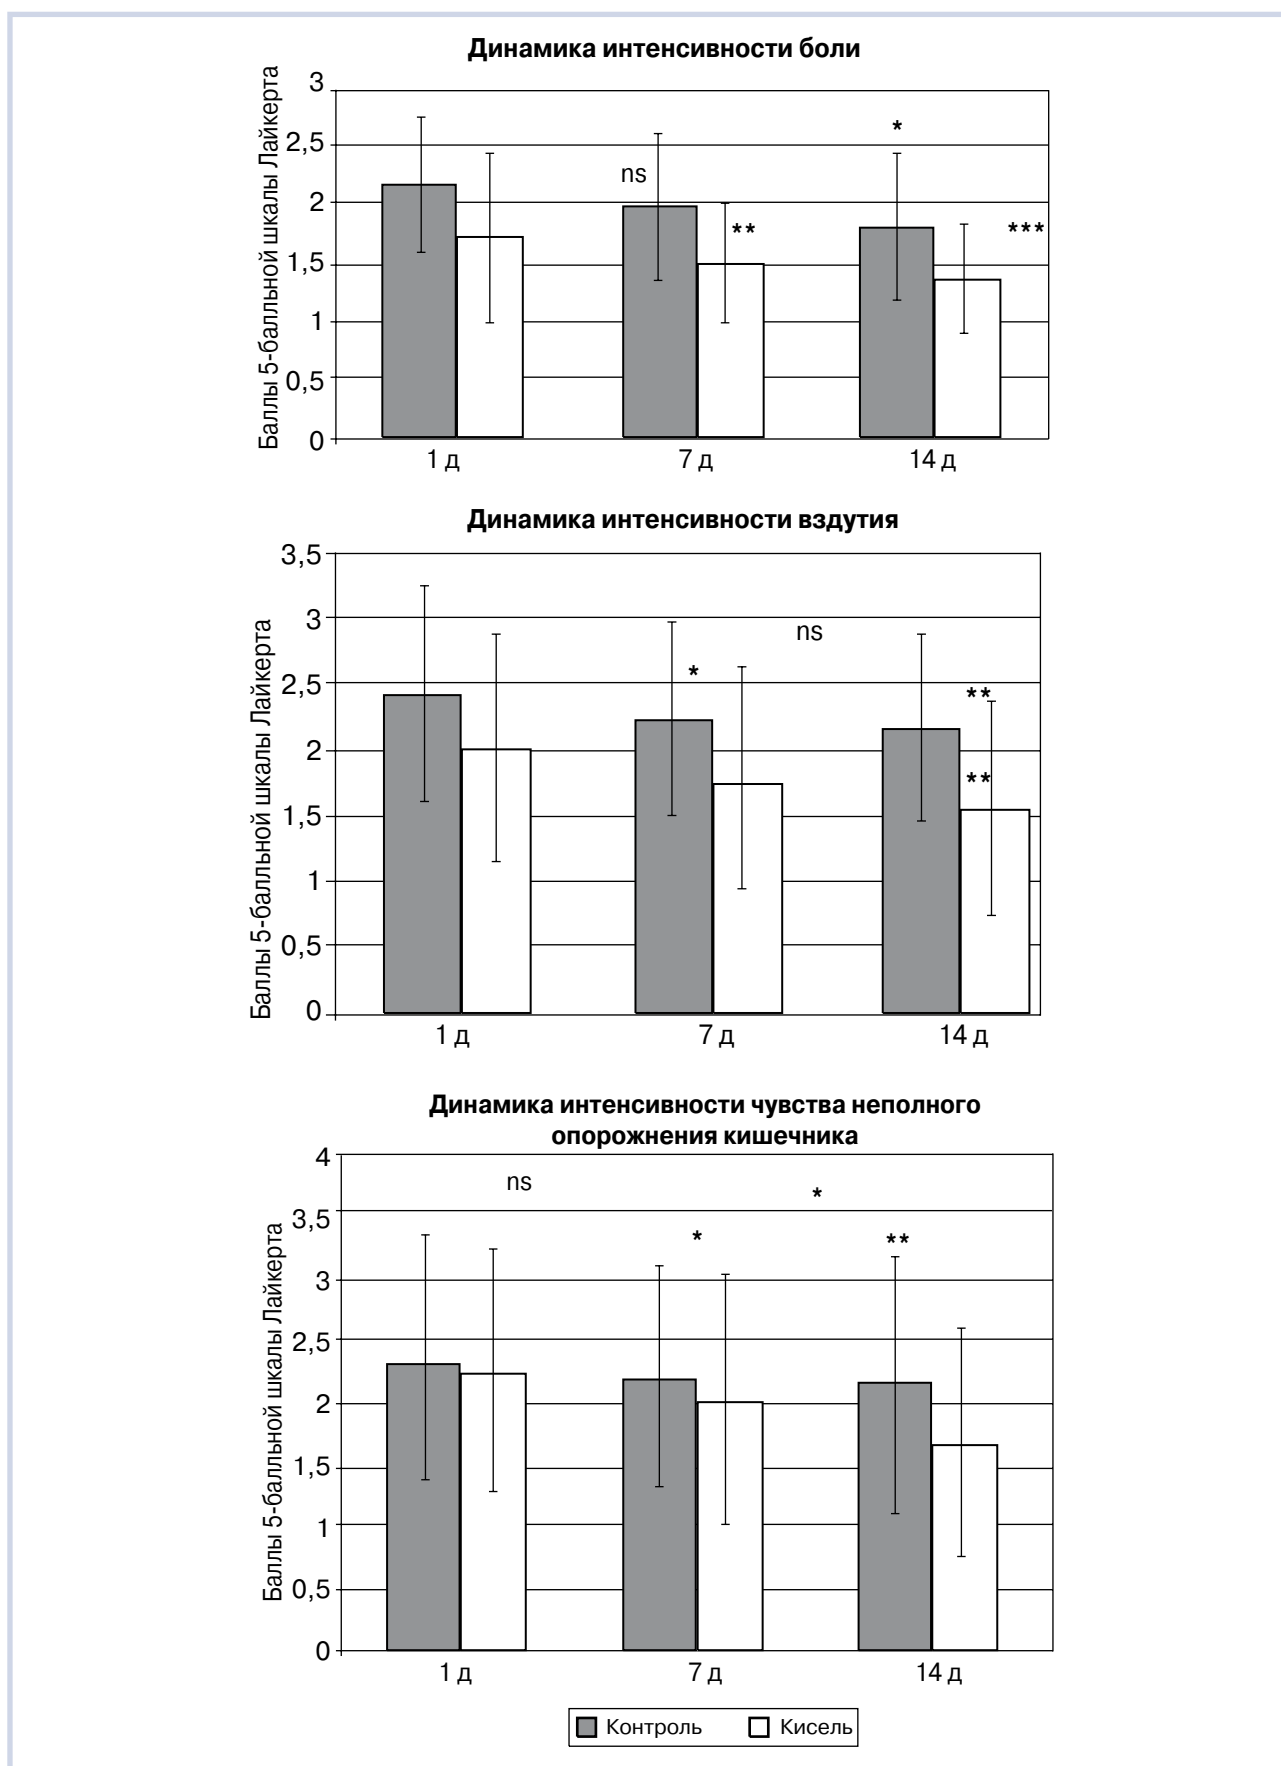 Динамика интенсивности боли
Баллы 5-балльной шкалы Лайкерта
3
2,5
2
1,5
1
0,5
0
*
ns
**
***
1 д
7 д
14 д
Динамика интенсивности вздутия
Баллы 5-балльной шкалы Лайкерта
3,5
3
2,5
2
1,5
1
0,5
0
ns
*
**
**
1 д
7 д
14 д
Динамика интенсивности чувства неполного
опорожнения кишечника
Баллы 5-балльной шкалы Лайкерта
4
3,5
3
2,5
2
1,5
1
0,5
0
ns
*
*
**
1 д
7 д
14 д
Контроль
Кисель